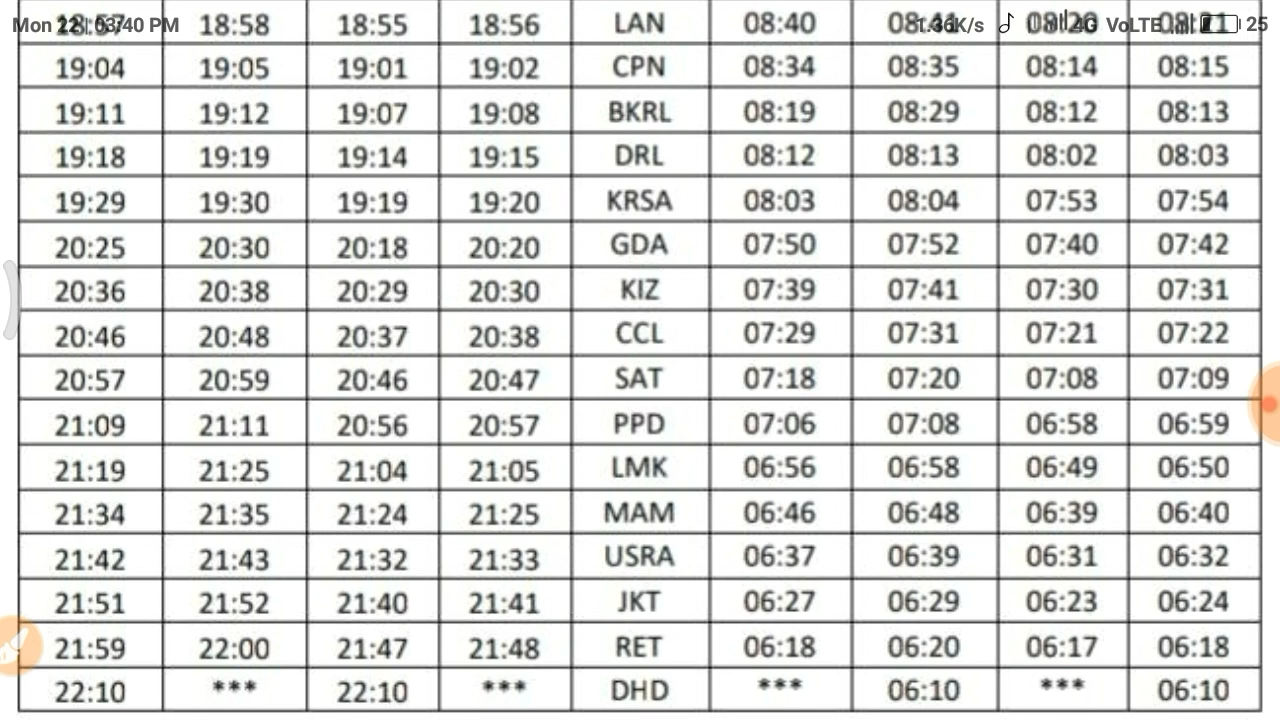 Mon 22 03:40 PM 1.36K/s 4G VoLTE 25
18:58 18:55 18:56 LAN 08:40
19:04 19:05 19:01 19:02 CPN 08:34 08:35 08:14 08:15
19:11 19:12 19:07 19:08 BKRL 08:19 08:29 08:12 08:13
19:18 19:19 19:14 19:15 DRL 08:12 08:13 08:02 08:03
19:29 19:30 19:19 19:20 KRSA 08:03 08:04 07:53 07:54
20:25 20:30 20:18 20:20 GDA 07:50 07:52 07:40 07:42
20:36 20:38 20:29 20:30 KIZ 07:39 07:41 07:30 07:31
20:46 20:48 20:37 20:38 CCL 07:29 07:31 07:21 07:22
20:57 20:59 20:46 20:47 SAT 07:18 07:20 07:08 07:09
21:09 21:11 20:56 20:57 PPD 07:06 07:08 06:58 06:59
21:19 21:25 21:04 21:05 LMK 06:56 06:58 06:49 06:50
21:34 21:35 21:24 21:25 MAM 06:46 06:48 06:39 06:40
21:42 21:43 21:32 21:33 USRA 06:37 06:39 06:31 06:32
21:51 21:52 21:40 21:41 JKT 06:27 06:29 06:23 06:24
21:59 22:00 21:47 21:48 RET 06:18 06:20 06:17 06:18
22:10 *** 22:10 *** DHD *** 06:10 *** 06:10